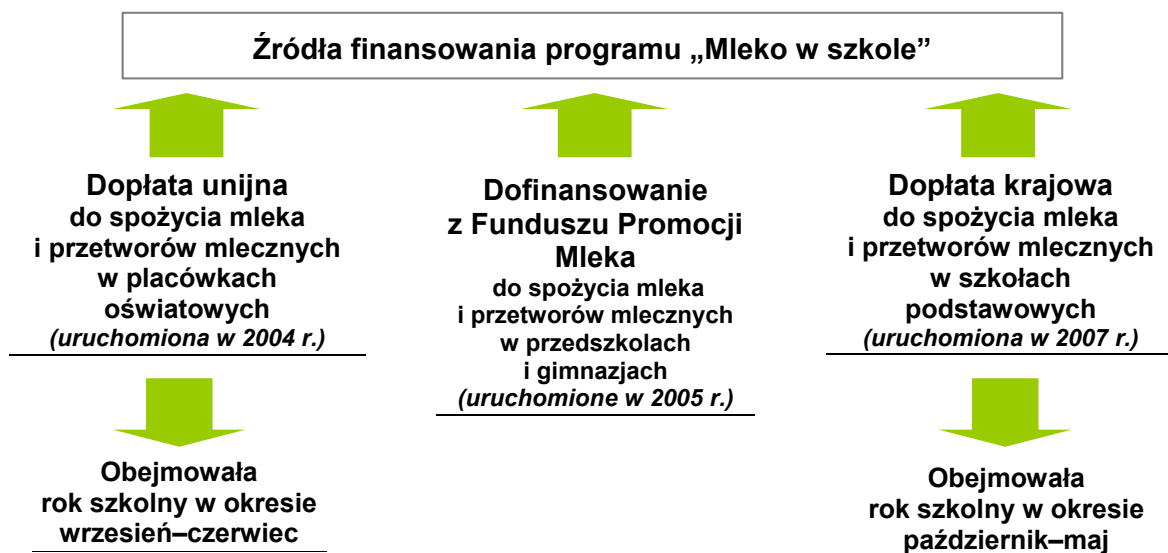 Źródła finansowania programu „Mleko w szkole”
Dopłata unijna
do spożycia mleka
i przetworów mlecznych
w placówkach
oświatowych
(uruchomiona w 2004 r.)
Dofinansowanie
z Funduszu Promocji
Mleka
do spożycia mleka
i przetworów mlecznych
w przedszkolach
i gimnazjach
(uruchomione w 2005 r.)
Dopłata krajowa
do spożycia mleka
i przetworów mlecznych
w szkołach
podstawowych
(uruchomiona w 2007 r.)
Obejmowała
rok szkolny w okresie
wrzesień–czerwiec
Obejmowała
rok szkolny w okresie
październik–maj